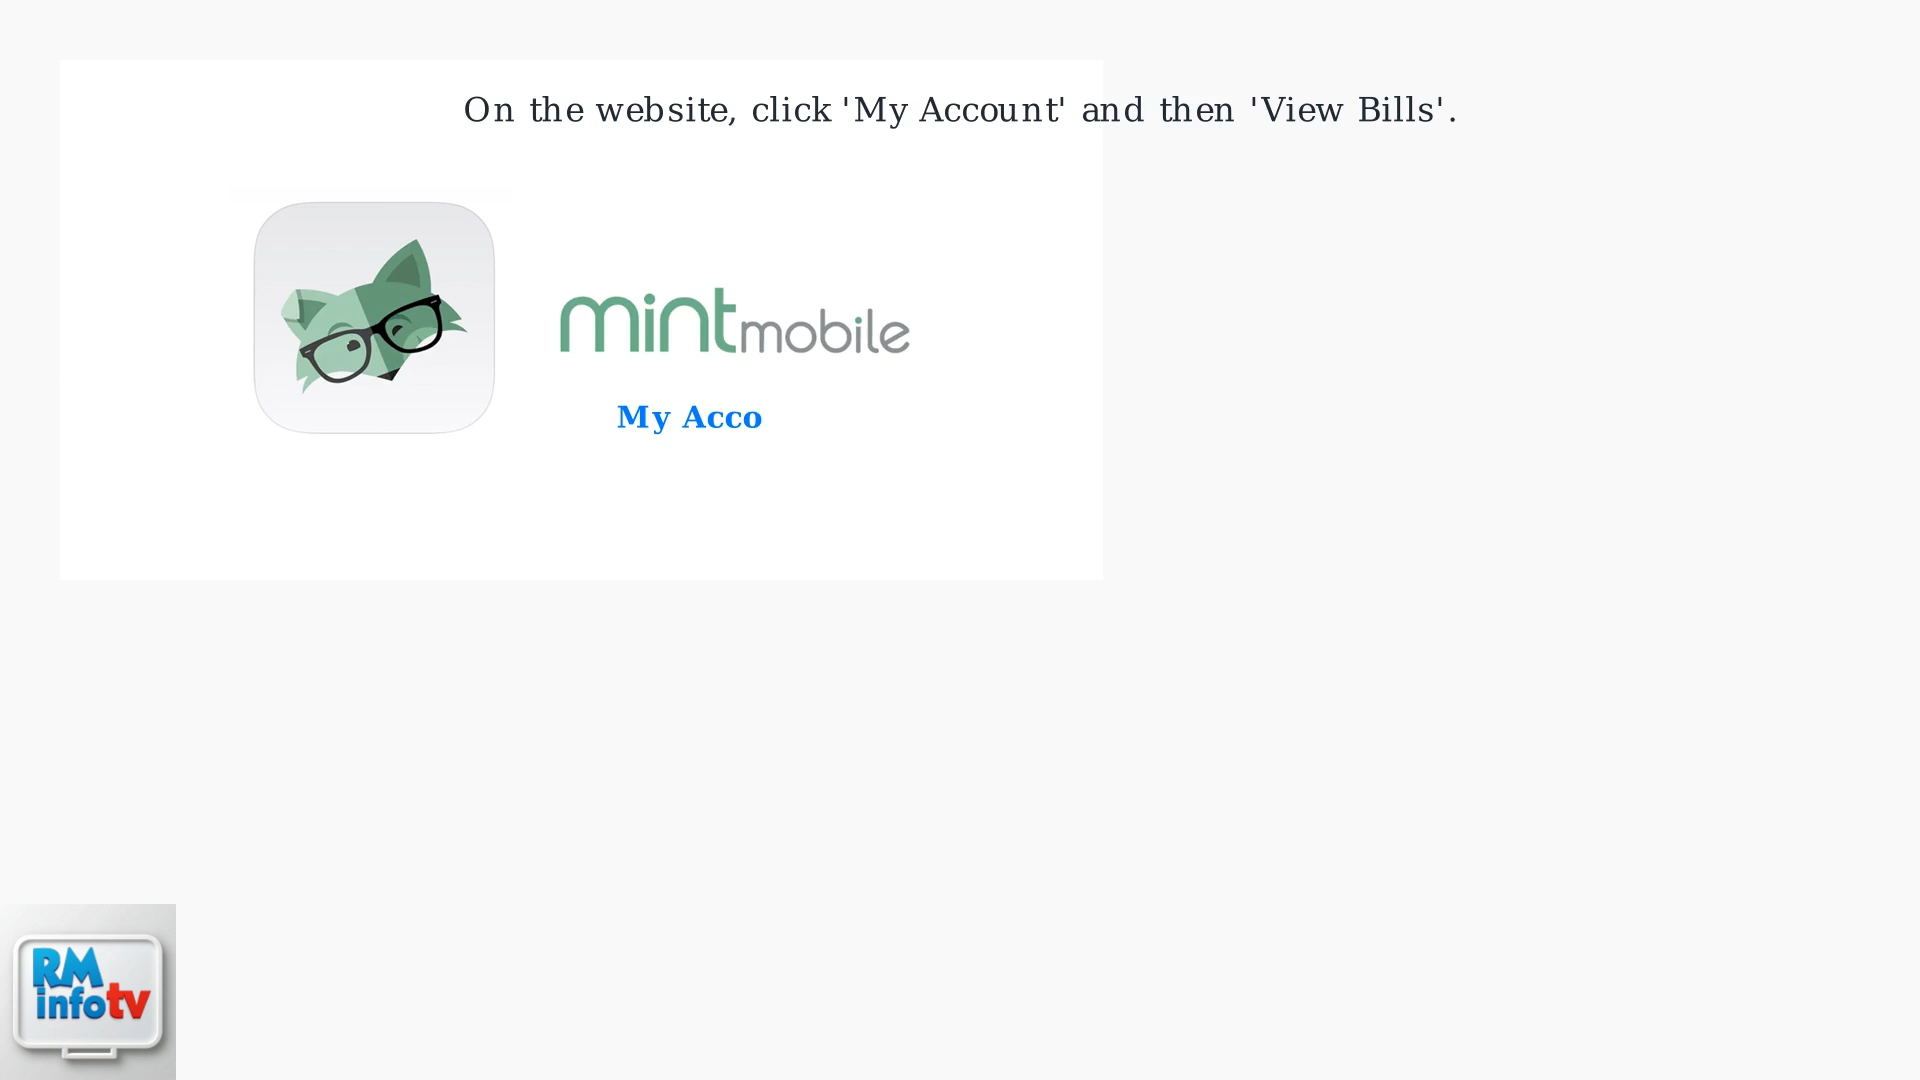 On the website, click 'My Account' and then 'View Bills'.
mintmobile
My Acco
RM
infotv